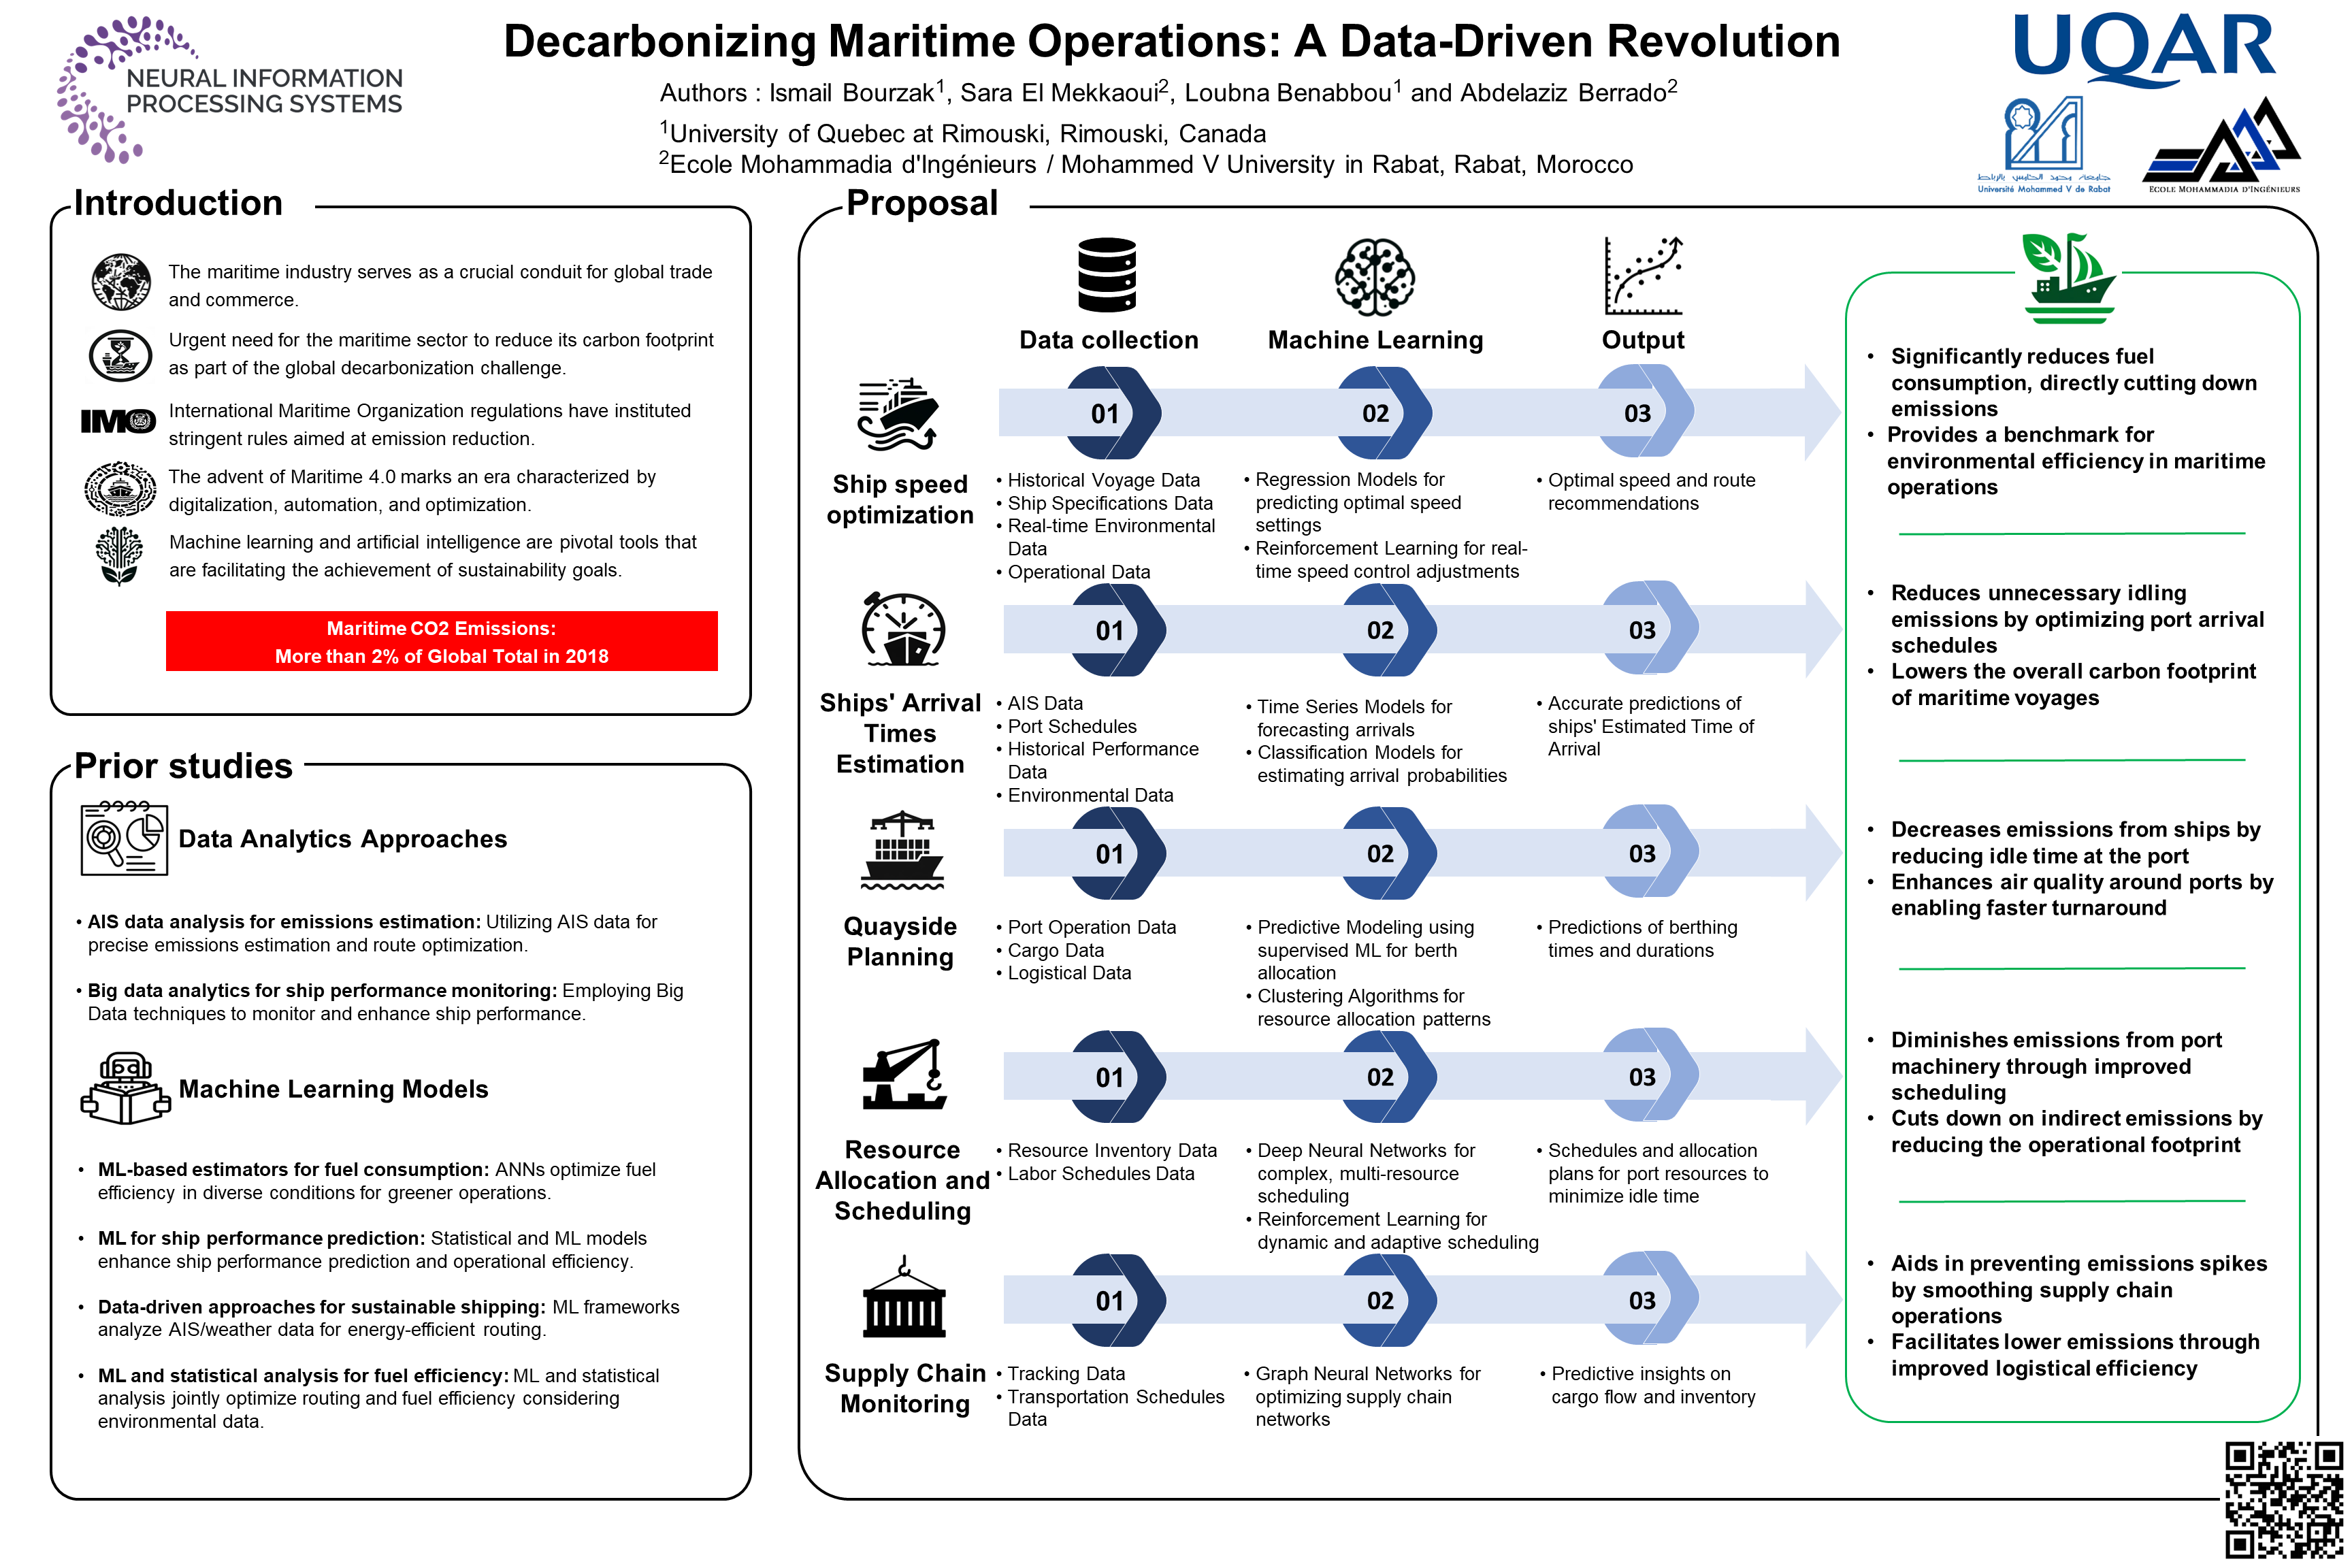 NEURAL INFORMATION
PROCESSING SYSTEMS
Decarbonizing Maritime Operations: A Data-Driven Revolution
Authors : Ismail Bourzak1, Sara El Mekkaoui2, Loubna Benabbou1 and Abdelaziz Berrado2
1University of Quebec at Rimouski, Rimouski, Canada
2Ecole Mohammadia d'Ingénieurs / Mohammed V University in Rabat, Rabat, Morocco
UQAR
Université Mohammed V de Rabat
ECOLE MOHAMMADIA D'INGÉNIEURS
Introduction
The maritime industry serves as a crucial conduit for global trade
and commerce.
Urgent need for the maritime sector to reduce its carbon footprint
as part of the global decarbonization challenge.
IMO
International Maritime Organization regulations have instituted
stringent rules aimed at emission reduction.
The advent of Maritime 4.0 marks an era characterized by
digitalization, automation, and optimization.
Machine learning and artificial intelligence are pivotal tools that
are facilitating the achievement of sustainability goals.
Maritime CO2 Emissions:
More than 2% of Global Total in 2018
Prior studies
Data Analytics Approaches
• AIS data analysis for emissions estimation: Utilizing AIS data for
precise emissions estimation and route optimization.
• Big data analytics for ship performance monitoring: Employing Big
Data techniques to monitor and enhance ship performance.
Machine Learning Models
• ML-based estimators for fuel consumption: ANNs optimize fuel
efficiency in diverse conditions for greener operations.
• ML for ship performance prediction: Statistical and ML models
enhance ship performance prediction and operational efficiency.
• Data-driven approaches for sustainable shipping: ML frameworks
analyze AIS/weather data for energy-efficient routing.
• ML and statistical analysis for fuel efficiency: ML and statistical
analysis jointly optimize routing and fuel efficiency considering
environmental data.
Proposal
Data collection
Machine Learning
Output
01
02
03
Ship speed
optimization
• Historical Voyage Data
• Ship Specifications Data
• Real-time Environmental
Data
• Operational Data
• Regression Models for
predicting optimal speed
settings
• Reinforcement Learning for real-
time speed control adjustments
• Optimal speed and route
recommendations
• Significantly reduces fuel
consumption, directly cutting down
emissions
• Provides a benchmark for
environmental efficiency in maritime
operations
01
02
03
Ships' Arrival
Times
Estimation
• AIS Data
• Port Schedules
• Historical Performance
Data
• Environmental Data
• Time Series Models for
forecasting arrivals
• Classification Models for
estimating arrival probabilities
• Accurate predictions of
ships' Estimated Time of
Arrival
• Reduces unnecessary idling
emissions by optimizing port arrival
schedules
• Lowers the overall carbon footprint
of maritime voyages
01
02
03
Quayside
Planning
• Port Operation Data
• Cargo Data
• Logistical Data
• Predictive Modeling using
supervised ML for berth
allocation
• Clustering Algorithms for
resource allocation patterns
• Predictions of berthing
times and durations
• Decreases emissions from ships by
reducing idle time at the port
• Enhances air quality around ports by
enabling faster turnaround
01
02
03
Resource
Allocation and
Scheduling
• Resource Inventory Data
• Labor Schedules Data
• Deep Neural Networks for
complex, multi-resource
scheduling
• Reinforcement Learning for
dynamic and adaptive scheduling
• Schedules and allocation
plans for port resources to
minimize idle time
• Diminishes emissions from port
machinery through improved
scheduling
• Cuts down on indirect emissions by
reducing the operational footprint
01
02
03
Supply Chain
Monitoring
• Tracking Data
• Transportation Schedules
Data
• Graph Neural Networks for
optimizing supply chain
networks
• Predictive insights on
cargo flow and inventory
• Aids in preventing emissions spikes
by smoothing supply chain
operations
• Facilitates lower emissions through
improved logistical efficiency